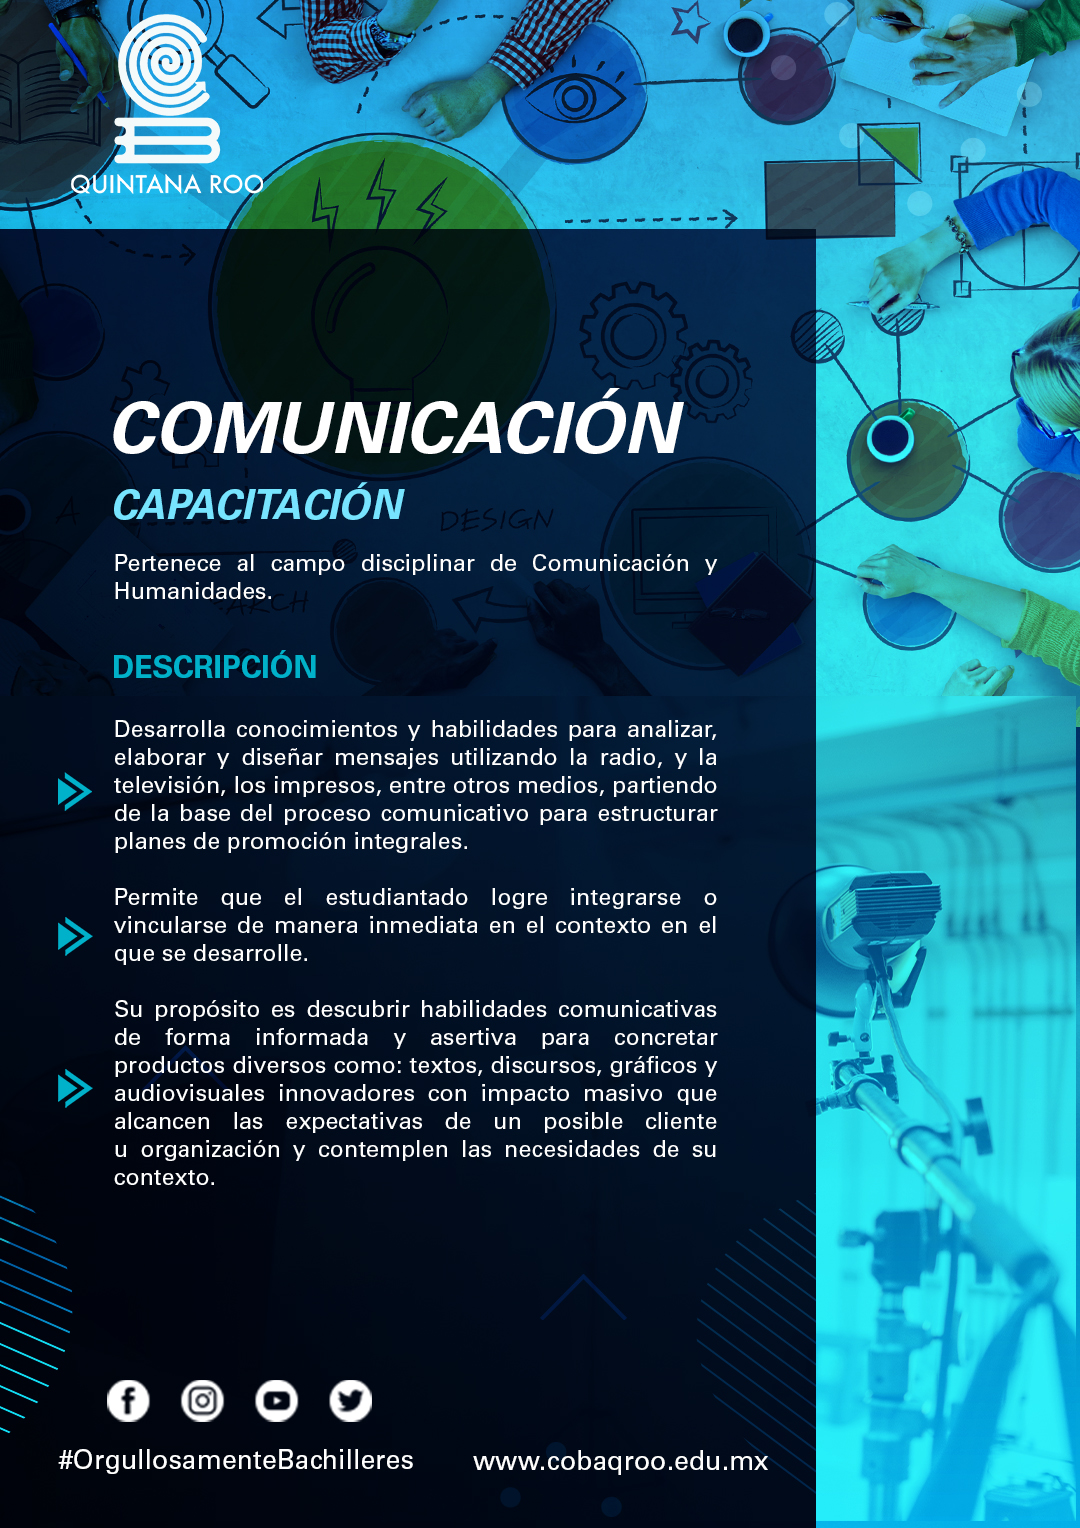 QUINTANA ROO
COMUNICACIÓN
CAPACITACIÓN
DESIGN
Pertenece al campo disciplinar de Comunicación y
Humanidades.
ARCH
DESCRIPCIÓN
Desarrolla conocimientos y habilidades para analizar,
elaborar y diseñar mensajes utilizando la radio, y la
televisión, los impresos, entre otros medios, partiendo
de la base del proceso comunicativo para estructurar
planes de promoción integrales.
Permite que el estudiantado logre integrarse o
vincularse de manera inmediata en el contexto en el
que se desarrolle.
Su propósito es descubrir habilidades comunicativas
de forma informada y asertiva para concretar
productos diversos como: textos, discursos, gráficos y
audiovisuales innovadores con impacto masivo que
alcancen las expectativas de un posible cliente
u organización y contemplen las necesidades de su
contexto.
#OrgullosamenteBachilleres
www.cobaqroo.edu.mx